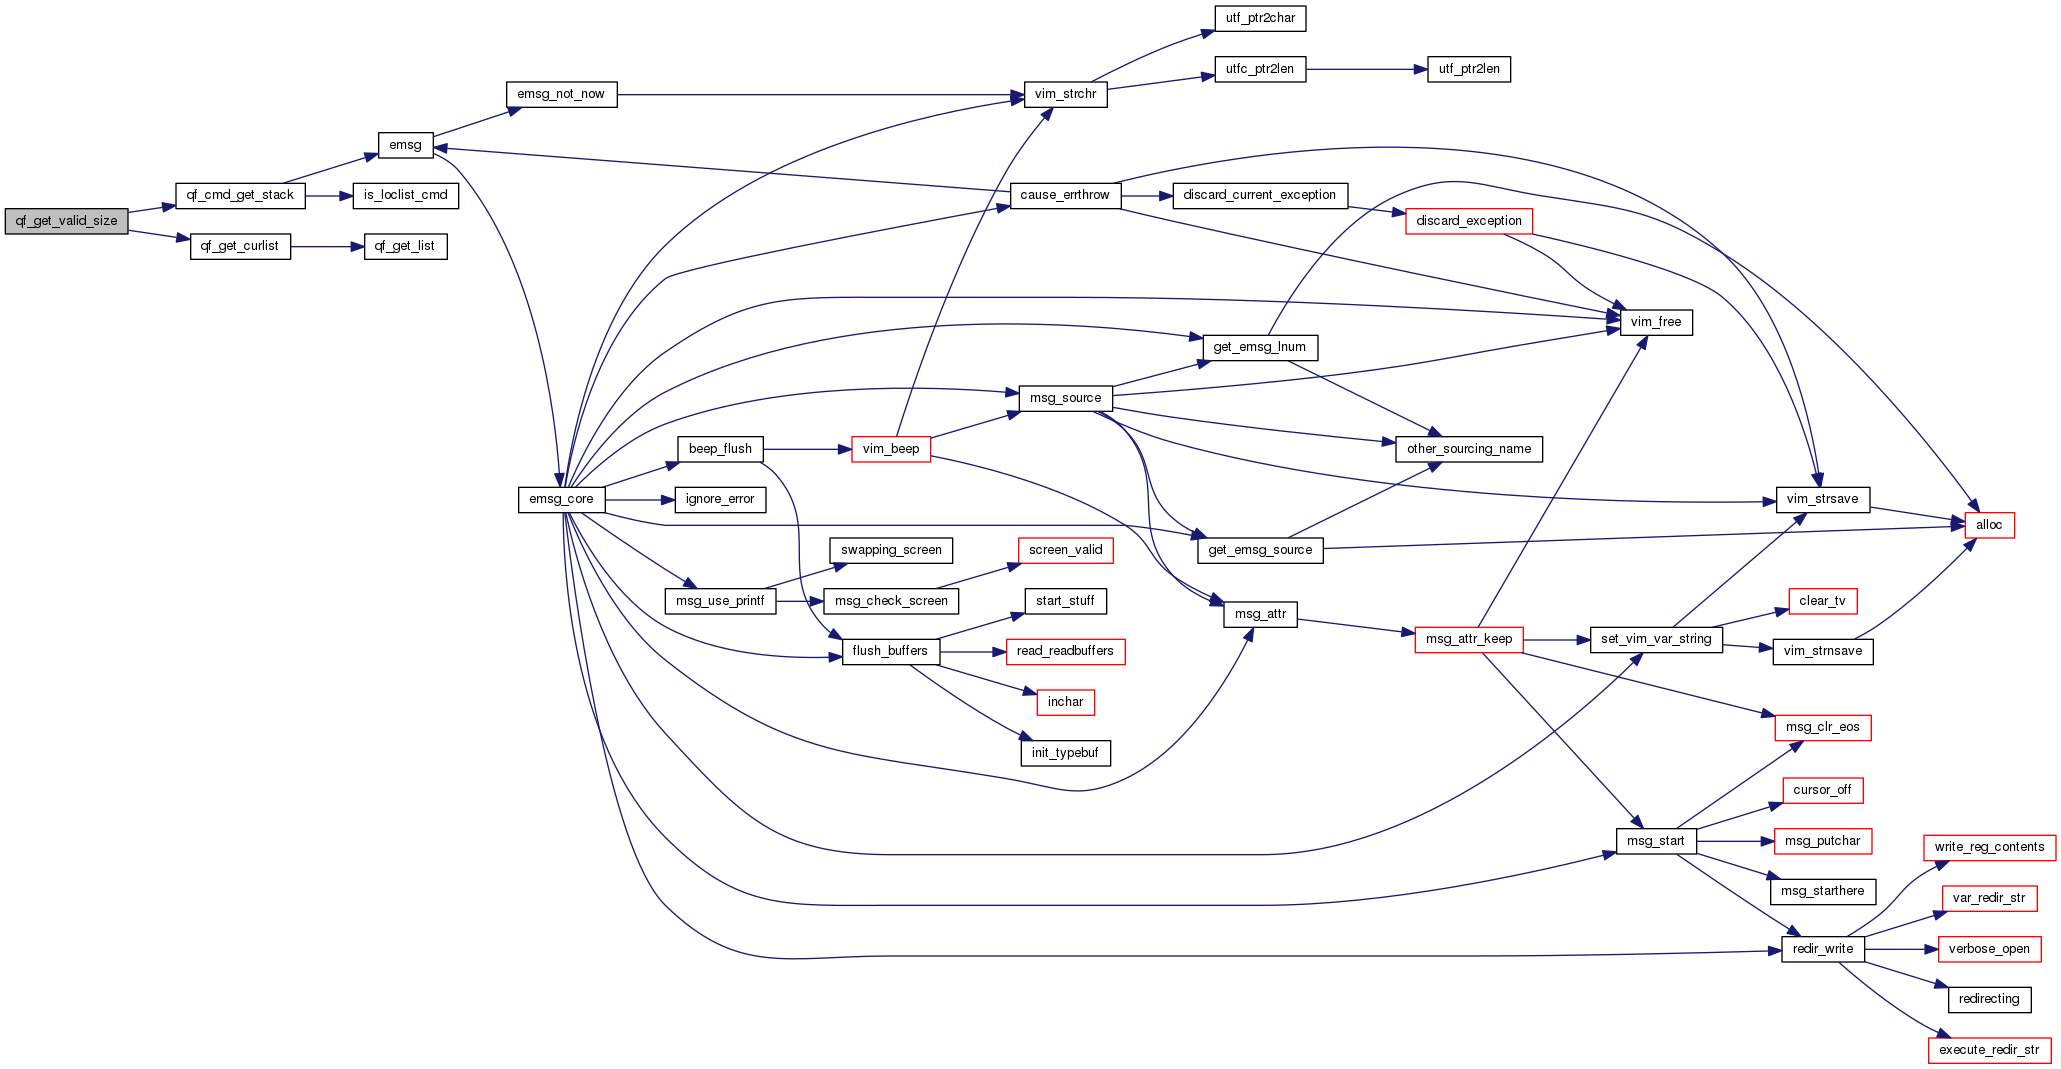 utf_ptr2char
utfc_ptr2len
utf_ptr2len
emsg_not_now
vim_strchr
emsg
qf_cmd_get_stack
is_loclist_cmd
cause_errthrow
discard_current_exception
discard_exception
qf_get_valid_size
qf_get_curlist
qf_get_list
vim_free
get_emsg_lnum
msg_source
beep_flush
vim_beep
other_sourcing_name
emsg_core
ignore_error
vim_strsave
alloc
swapping_screen
screen_valid
get_emsg_source
msg_use_printf
msg_check_screen
start_stuff
msg_attr
clear_tv
flush_buffers
read_readbuffers
msg_attr_keep
set_vim_var_string
vim_strnsave
inchar
init_typebuf
msg_clr_eos
cursor_off
msg_start
msg_putchar
write_reg_contents
msg_starthere
var_redir_str
redir_write
verbose_open
redirecting
execute_redir_str